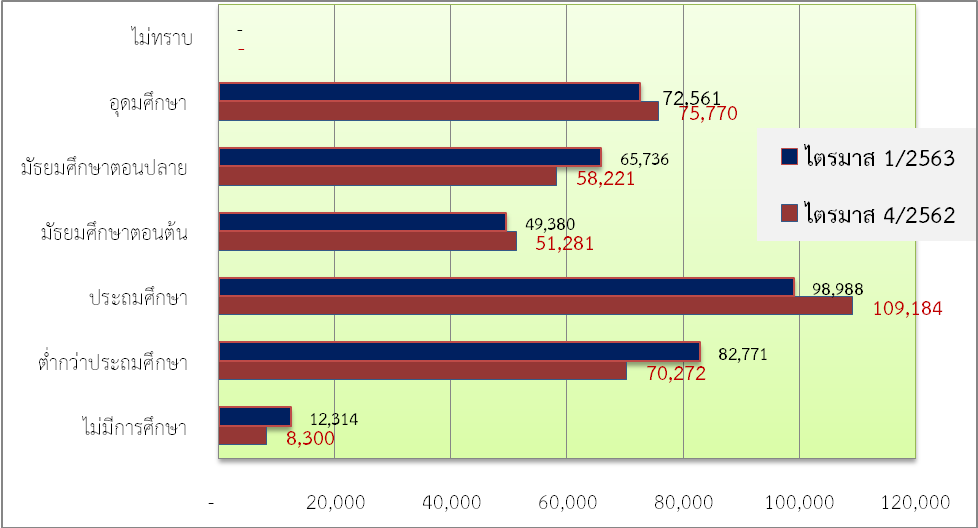 ไม่ทราบ
-
-
อุดมศึกษา
72,561
75,770
มัธยมศึกษาตอนปลาย
65,736
58,221
มัธยมศึกษาตอนต้น
49,380
51,281
ประถมศึกษา
98,988
109,184
ต่ำกว่าประถมศึกษา
82,771
70,272
ไม่มีการศึกษา
12,314
8,300
ไตรมาส 1/2563
ไตรมาส 4/2562
- 20,000 40,000 60,000 80,000 100,000 120,000